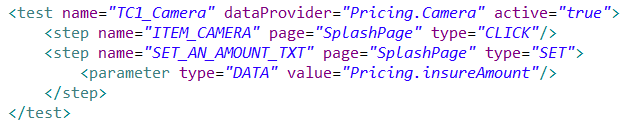 <test name="TC1_Camera" dataProvider="Pricing.Camera" active="true">
<step name="ITEM_CAMERA" page="SplashPage" type="CLICK"/>
<step name="SET_AN_AMOUNT_TXT" page="SplashPage" type="SET">
<parameter type="DATA" value="Pricing.insureAmount"/>
</step>
</test>